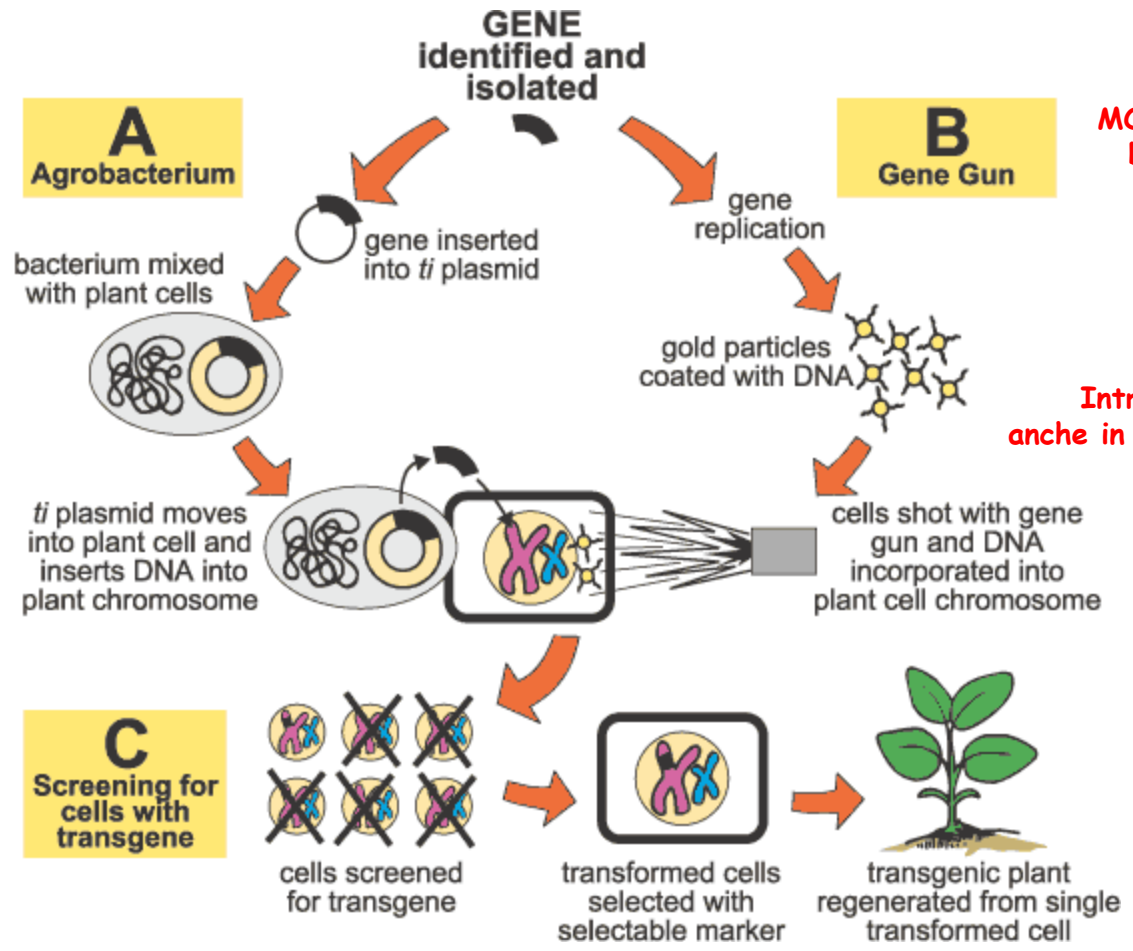 GENE
identified and
isolated
A
Agrobacterium
B
Gene Gun
gene inserted
into ti plasmid
gene
replication
bacterium mixed
with plant cells
gold particles
coated with DNA
anche in
ti plasmid moves
into plant cell and
inserts DNA into
plant chromosome
cells shot with gene
gun and DNA
incorporated into
plant cell chromosome
C
Screening for
cells with
transgene
cells screened
for transgene
transformed cells
selected with
selectable marker
transgenic plant
regenerated from single
transformed cell